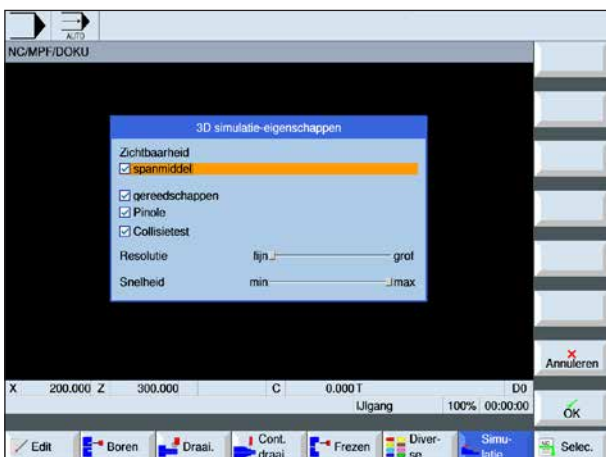 AUTO
NC/MPF/DOKU
3D simulatie-eigenschappen
Zichtbaarheid
spanmiddel
gereedschappen
Pinole
Collisietest
Resolutie fijn grof
Snelheid min max
Annuleren
X 200.000 Z 300.000 C 0.000 T D0
IJlgang 100% 00:00:00
OK
Edit
Boren
Draai.
Cont.
draai
Frezen
Diver-
se
Simu-
latie
Selec.